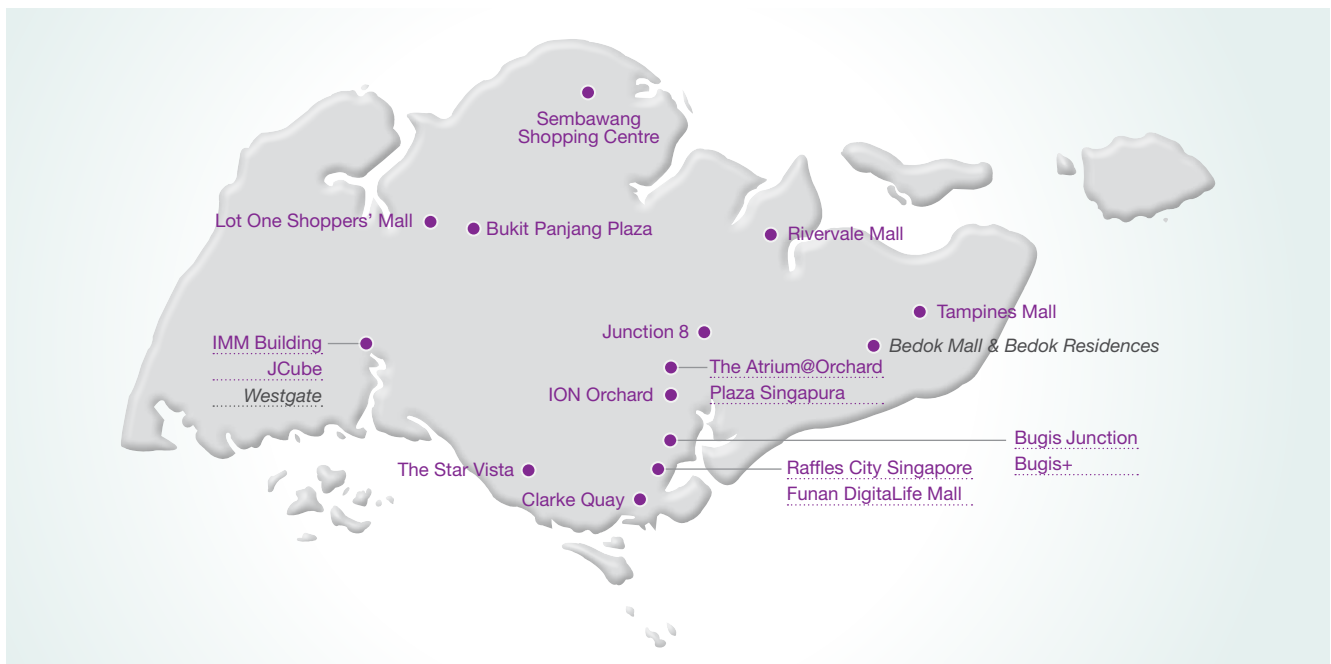 Sembawang
Shopping Centre
Lot One Shoppers’ Mall
Bukit Panjang Plaza
Rivervale Mall
Tampines Mall
Junction 8
IMM Building
JCube
Westgate
Bedok Mall & Bedok Residences
The Atrium@Orchard
Plaza Singapura
ION Orchard
Bugis Junction
Bugis+
The Star Vista
Raffles City Singapore
Funan DigitaLife Mall
Clarke Quay